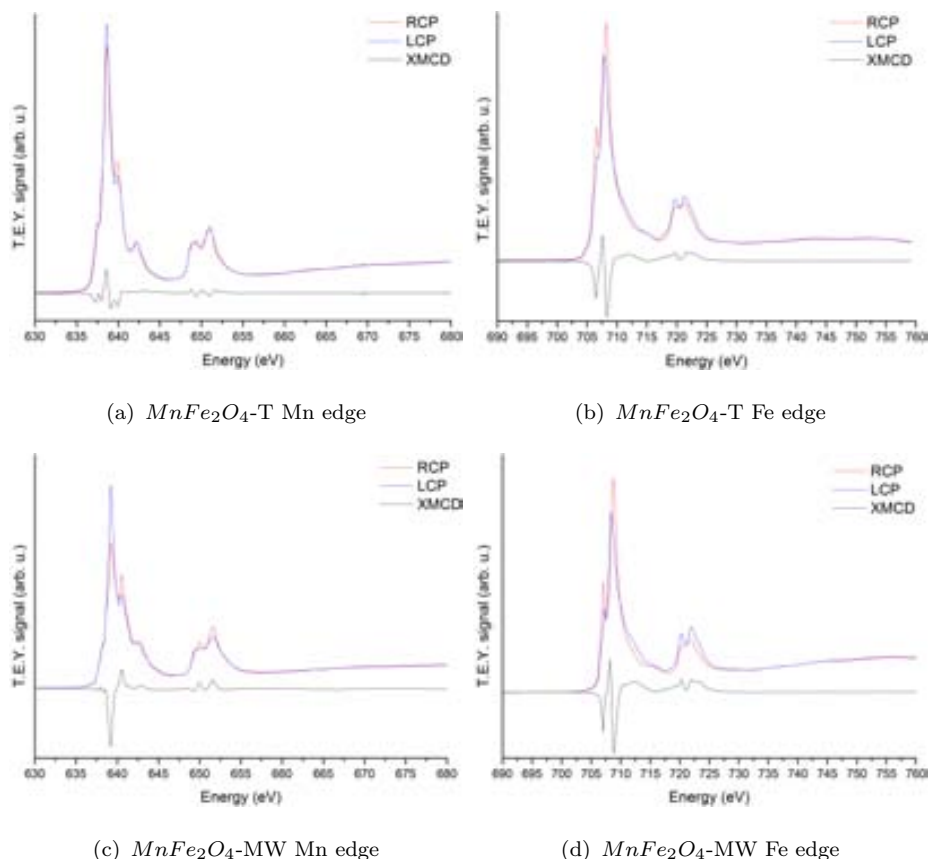 RCP
LCP
XMCD
T.E.Y. signal (arb. u.)
630 635 640 645 650 655 660 665 670 675 680
Energy (eV)
(a) MnFe₂O₄-T Mn edge
RCP
LCP
XMCD
T.E.Y. signal (arb. u.)
690 695 700 705 710 715 720 725 730 735 740 745 750 755 760
Energy (eV)
(b) MnFe₂O₄-T Fe edge
RCP
LCP
XMCD
T.E.Y. signal (arb. u.)
630 635 640 645 650 655 660 665 670 675 680
Energy (eV)
(c) MnFe₂O₄-MW Mn edge
RCP
LCP
XMCD
T.E.Y. signal (arb. u.)
690 695 700 705 710 715 720 725 730 735 740 745 750 755 760
Energy (eV)
(d) MnFe₂O₄-MW Fe edge